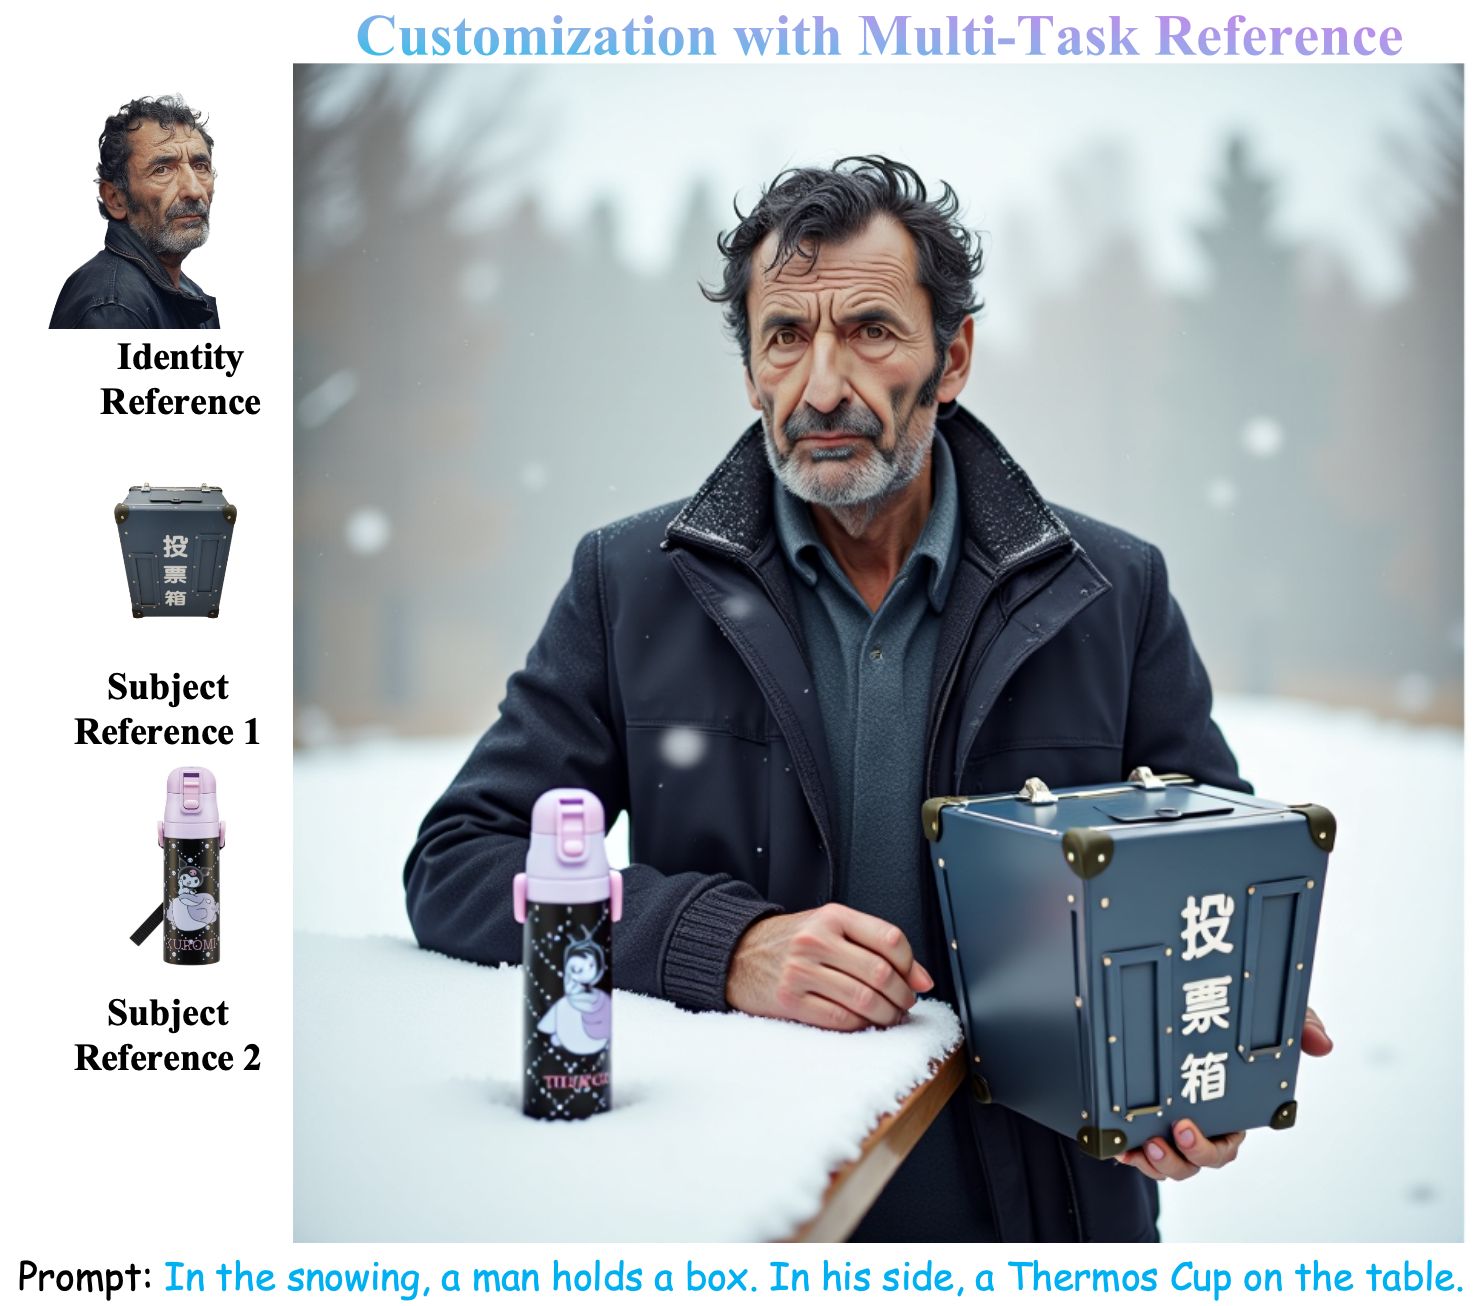 Customization with Multi-Task Reference
Identity
Reference
投
票
箱
Subject
Reference 1
KUROMI
Subject
Reference 2
投
票
箱
Prompt: In the snowing, a man holds a box. In his side, a Thermos Cup on the table.